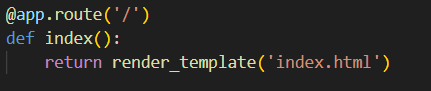 @app.route('/')
def index():
    return render_template('index.html')